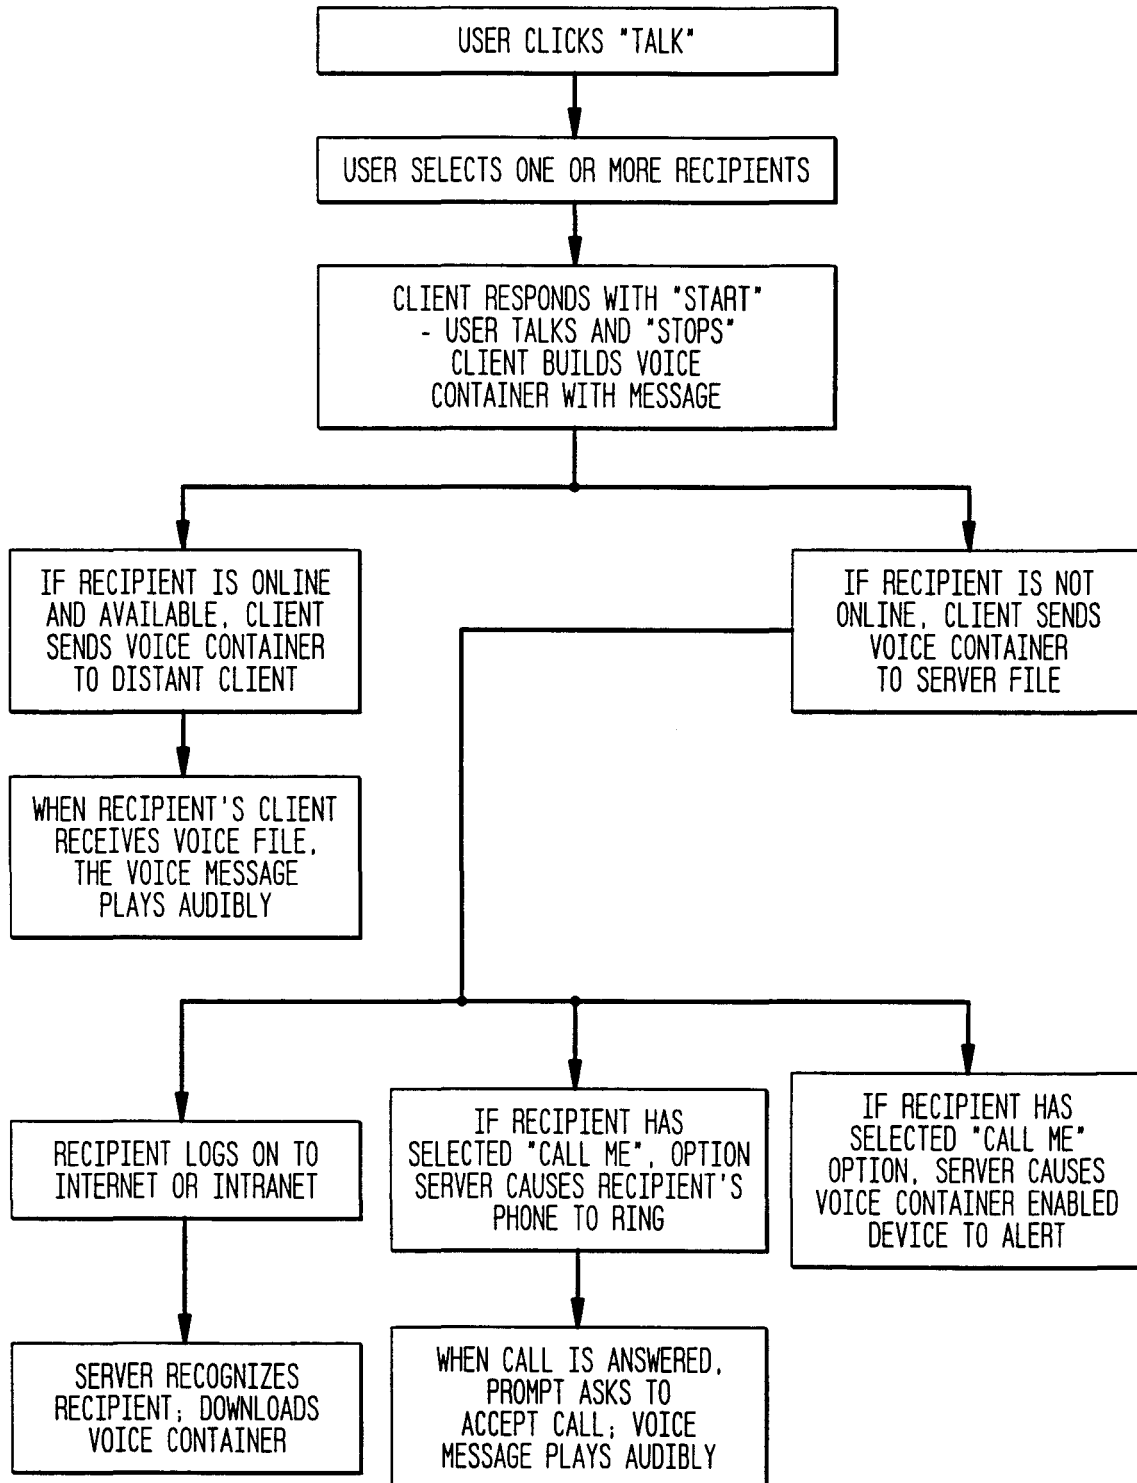 USER CLICKS "TALK"
USER SELECTS ONE OR MORE RECIPIENTS
CLIENT RESPONDS WITH "START"
- USER TALKS AND "STOPS"
CLIENT BUILDS VOICE
CONTAINER WITH MESSAGE
IF RECIPIENT IS ONLINE
AND AVAILABLE, CLIENT
SENDS VOICE CONTAINER
TO DISTANT CLIENT
IF RECIPIENT IS NOT
ONLINE, CLIENT SENDS
VOICE CONTAINER
TO SERVER FILE
WHEN RECIPIENT'S CLIENT
RECEIVES VOICE FILE,
THE VOICE MESSAGE
PLAYS AUDIBLY
RECIPIENT LOGS ON TO
INTERNET OR INTRANET
IF RECIPIENT HAS
SELECTED "CALL ME", OPTION
SERVER CAUSES RECIPIENT'S
PHONE TO RING
IF RECIPIENT HAS
SELECTED "CALL ME"
OPTION, SERVER CAUSES
VOICE CONTAINER ENABLED
DEVICE TO ALERT
SERVER RECOGNIZES
RECIPIENT; DOWNLOADS
VOICE CONTAINER
WHEN CALL IS ANSWERED,
PROMPT ASKS TO
ACCEPT CALL; VOICE
MESSAGE PLAYS AUDIBLY